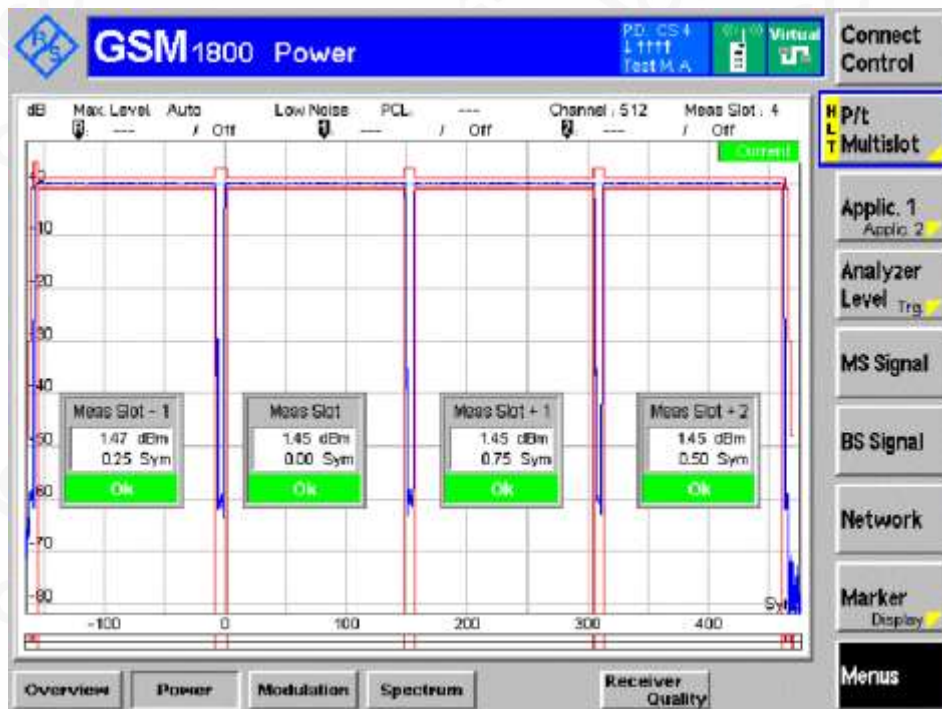 R S
GSM 1800 Power
P.D. CS 4
↓ ↑↑↑↑
Test M. A.
Virtual
Connect Control
dB Max. Level Auto Low Noise PCL: --- Channel : 512 Meas Slot : 4
1: --- / Off --- / Off 2: --- / Off
Current
HLT
P/t Multislot
Applic. 1
Applic. 2
Analyzer Level Trg.
MS Signal
BS Signal
Network
Marker
Display
Menus
-10
-20
-30
-40
-50
-60
-70
-80
Meas Slot - 1
1.47 dBm
0.25 Sym
Ok
Meas Slot
1.45 dBm
0.00 Sym
Ok
Meas Slot + 1
1.45 dBm
0.75 Sym
Ok
Meas Slot + 2
1.45 dBm
0.50 Sym
Ok
-100 0 100 200 300 400
Overview Power Modulation Spectrum Receiver Quality